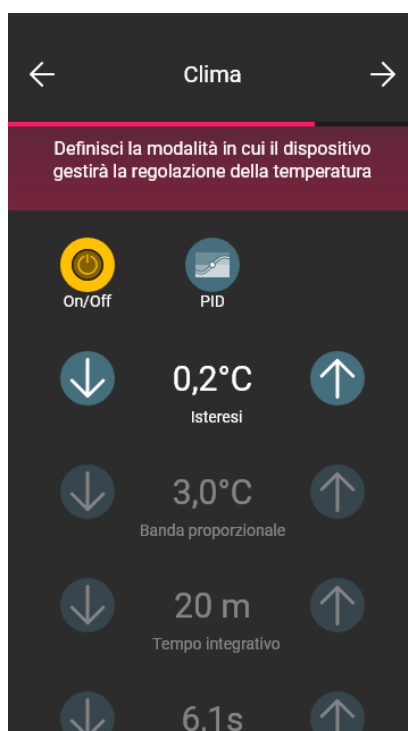 Clima
Definisci la modalità in cui il dispositivo
gestirà la regolazione della temperatura
On/Off
PID
0,2°C
Isteresi
3,0°C
Banda proporzionale
20 m
Tempo integrativo
6,1s